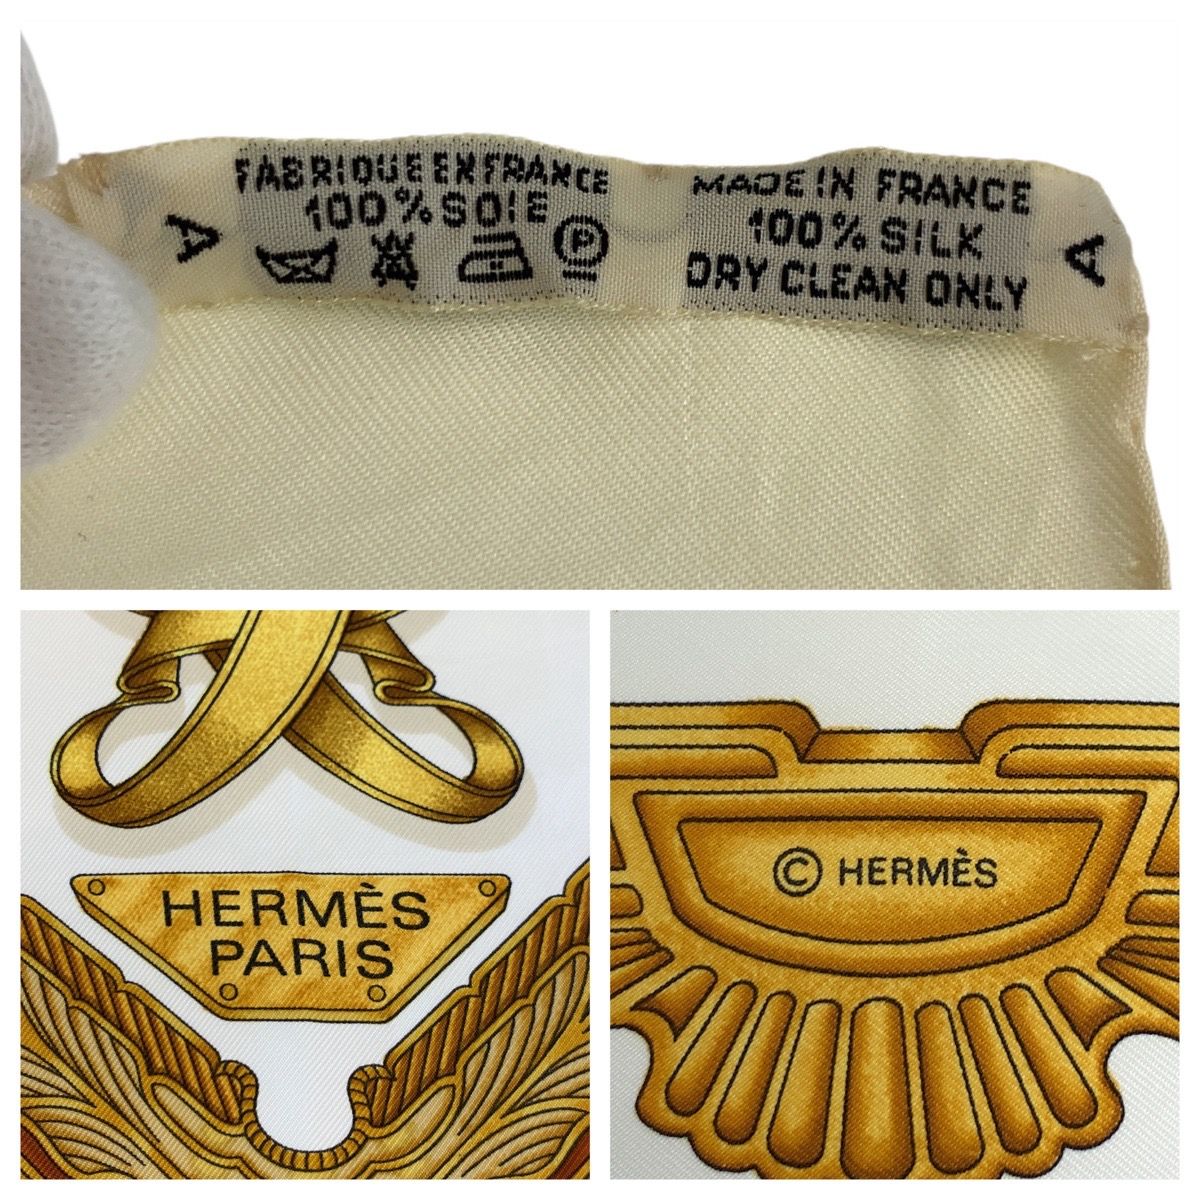 FABRIQUE EN FRANCE
100% SOIE
A
P
MADE IN FRANCE
100% SILK
DRY CLEAN ONLY
A
HERMÈS
PARIS
© HERMÈS